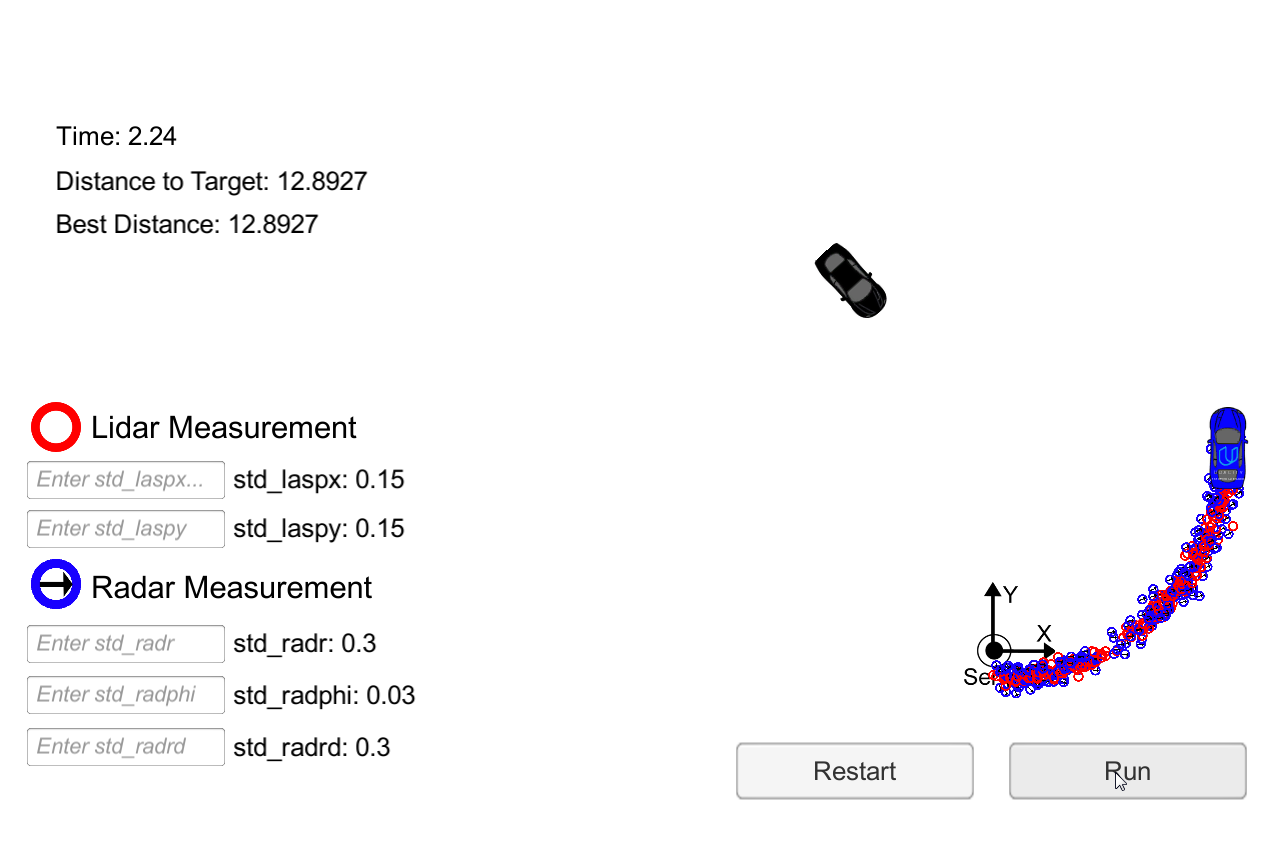 Time: 2.24
Distance to Target: 12.8927
Best Distance: 12.8927
Lidar Measurement
Enter std_laspx... std_laspx: 0.15
Enter std_laspy std_laspy: 0.15
Radar Measurement
Enter std_radr std_radr: 0.3
Enter std_radphi std_radphi: 0.03
Enter std_radrd std_radrd: 0.3
Y
X
Restart
Run